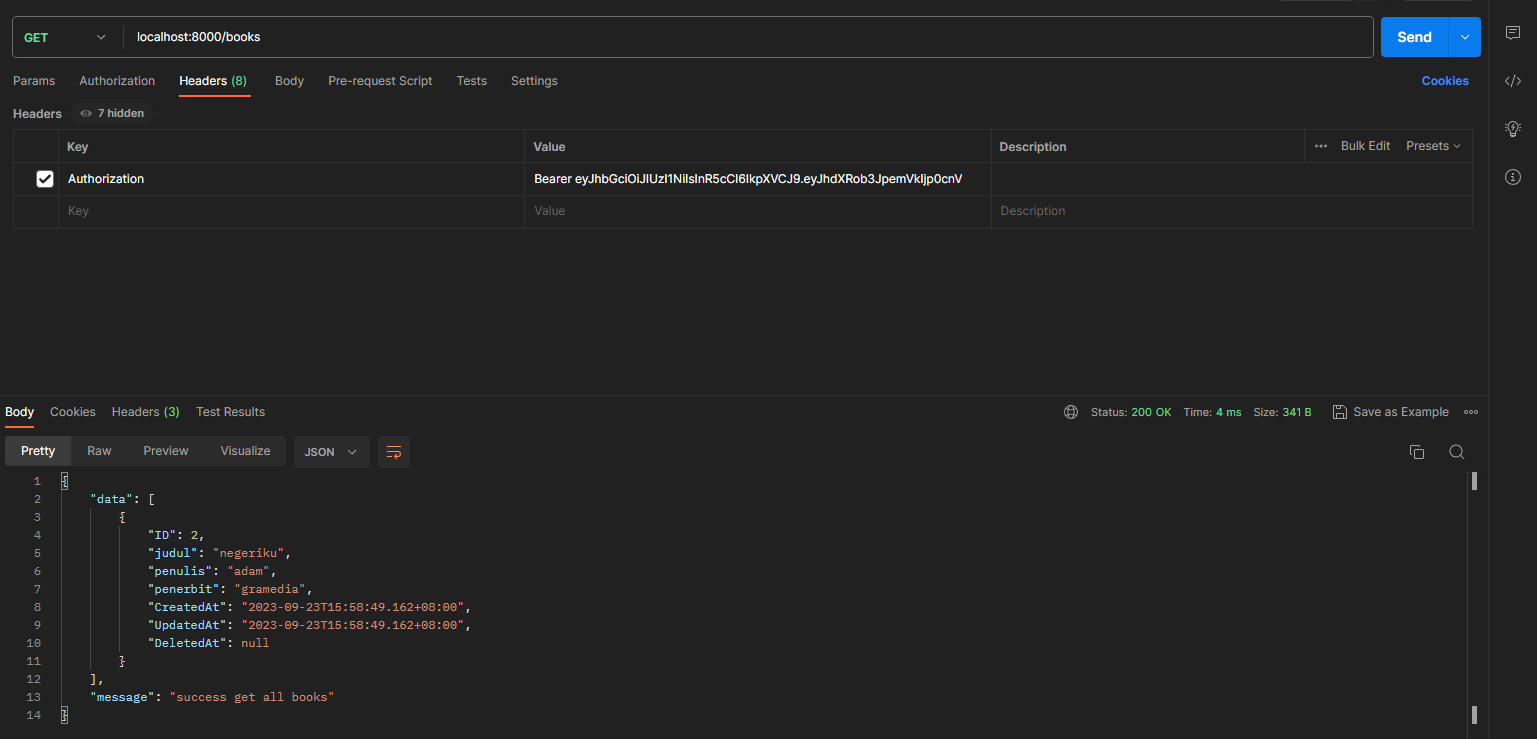 GET localhost:8000/books Send
Params Authorization Headers (8) Body Pre-request Script Tests Settings Cookies
Headers 7 hidden
Key Value Description Bulk Edit Presets
Authorization Bearer eyJhbGciOiJIUzI1NiIsInR5cCI6IkpXVCJ9.eyJhdXRob3JpemVkIjp0cnV
Key Value Description
Body Cookies Headers (3) Test Results Status: 200 OK Time: 4 ms Size: 341 B Save as Example
Pretty Raw Preview Visualize JSON
1 {
2 "data": [
3 {
4 "ID": 2,
5 "judul": "negeriku",
6 "penulis": "adam",
7 "penerbit": "gramedia",
8 "CreatedAt": "2023-09-23T15:58:49.162+08:00",
9 "UpdatedAt": "2023-09-23T15:58:49.162+08:00",
10 "DeletedAt": null
11 }
12 ],
13 "message": "success get all books"
14 }